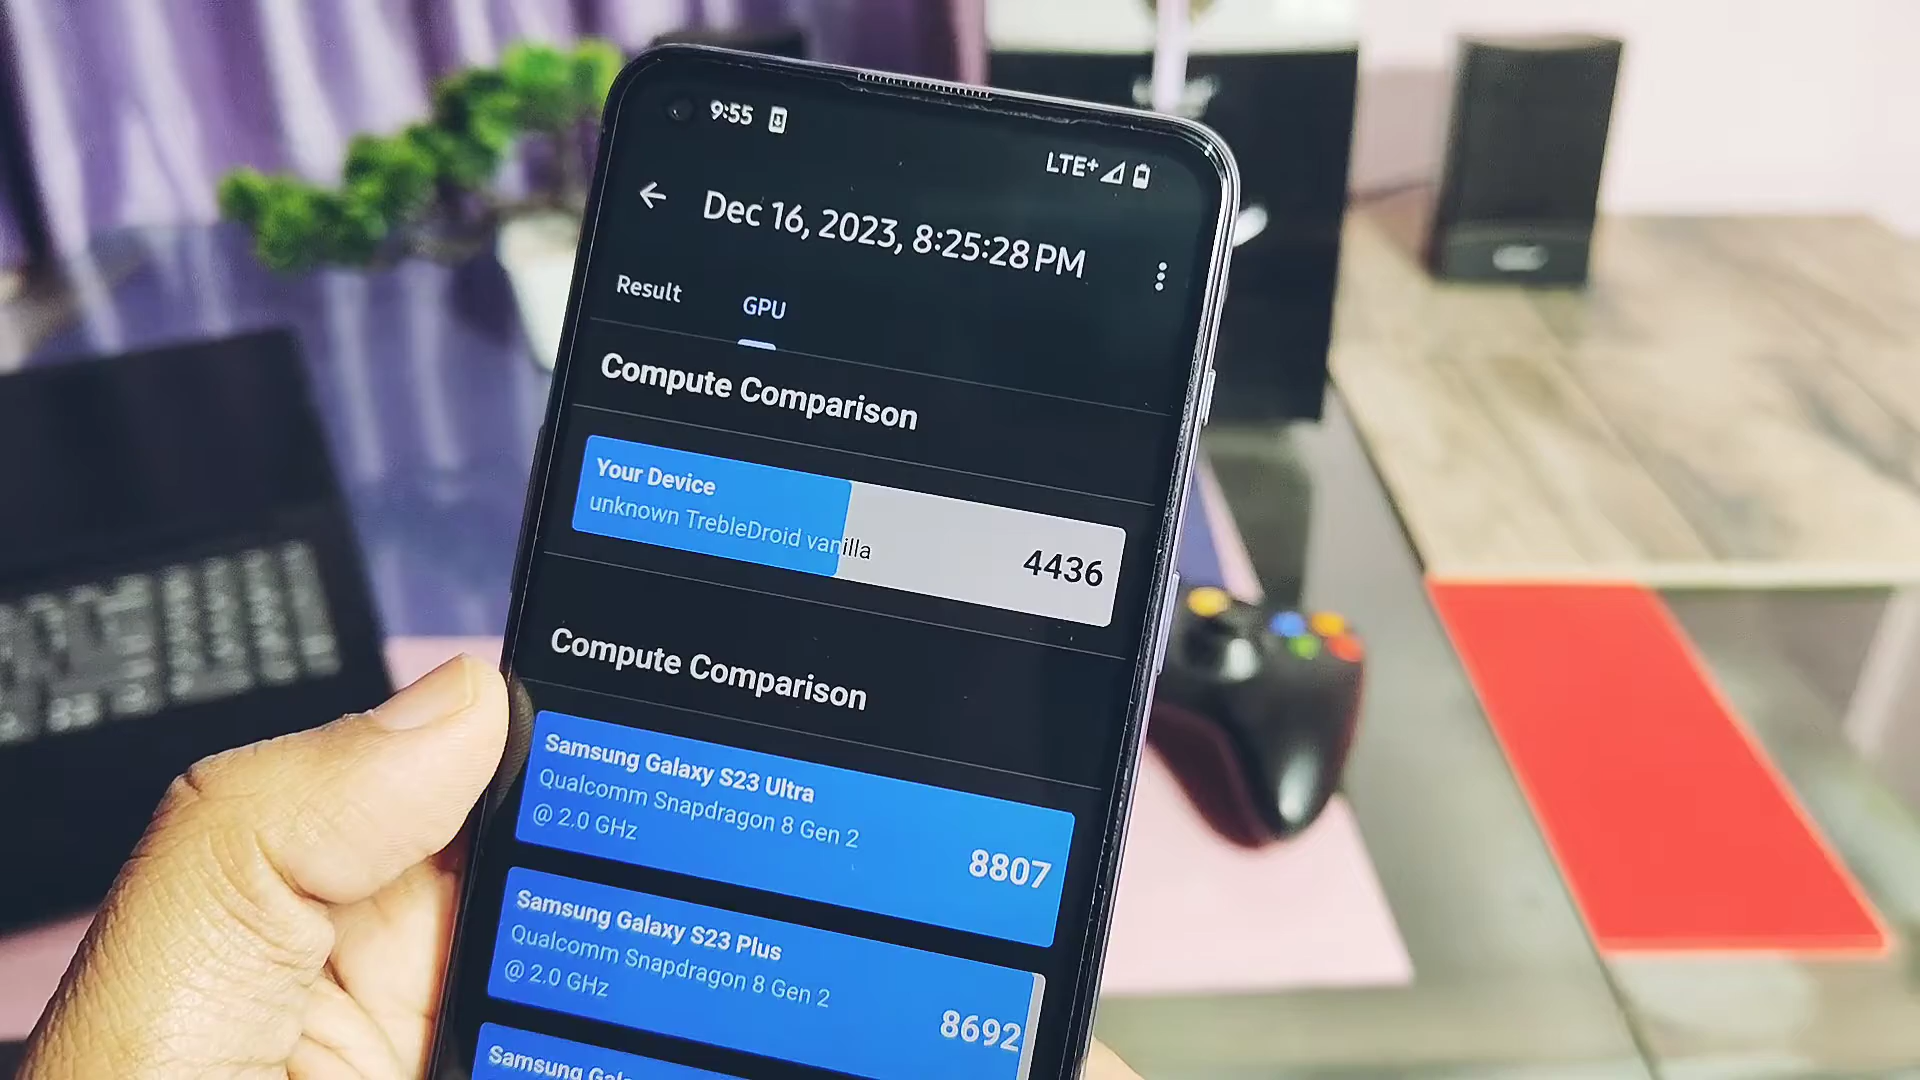 9:55
LTE+
Dec 16, 2023, 8:25:28 PM
Result
GPU
Compute Comparison
Your Device
unknown TrebleDroid vanilla
4436
Compute Comparison
Samsung Galaxy S23 Ultra
Qualcomm Snapdragon 8 Gen 2
@ 2.0 GHz
8807
Samsung Galaxy S23 Plus
Qualcomm Snapdragon 8 Gen 2
@ 2.0 GHz
8692
Samsung